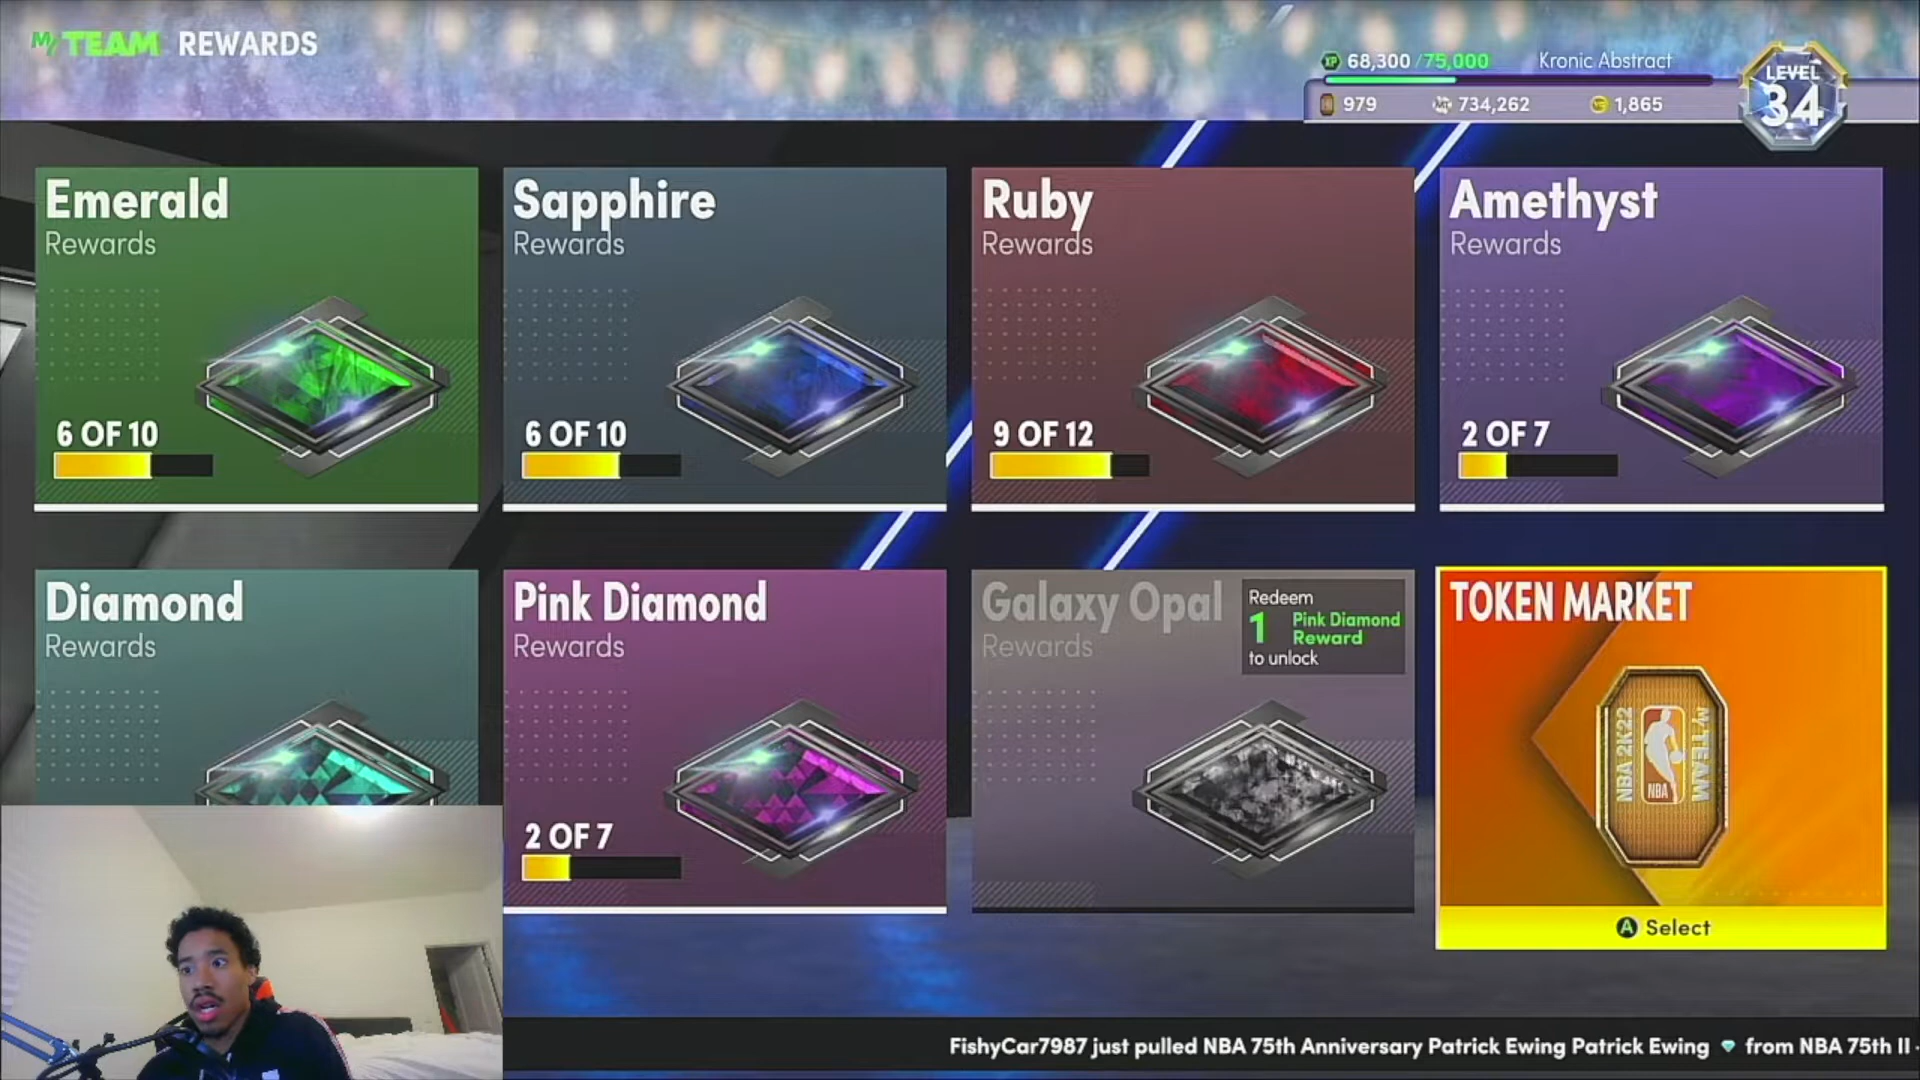 MyTEAM REWARDS
XP 68,300 / 75,000 Kronic Abstract
979 MT 734,262 VC 1,865
LEVEL
34
Emerald
Rewards
6 OF 10
Sapphire
Rewards
6 OF 10
Ruby
Rewards
9 OF 12
Amethyst
Rewards
2 OF 7
Diamond
Rewards
Pink Diamond
Rewards
2 OF 7
Galaxy Opal
Rewards
Redeem
1 Pink Diamond
Reward
to unlock
TOKEN MARKET
NBA 2K22
NBA
MyTEAM
A Select
FishyCar7987 just pulled NBA 75th Anniversary Patrick Ewing Patrick Ewing from NBA 75th II